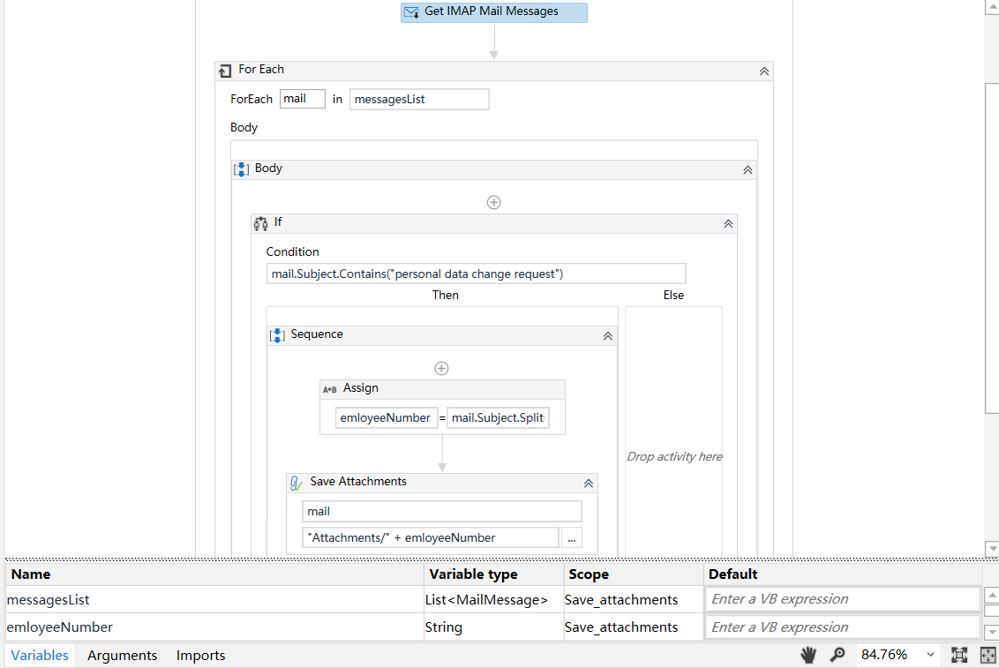 Get IMAP Mail Messages
For Each
ForEach mail in messagesList
Body
Body
If
Condition
mail.Subject.Contains("personal data change request")
Then Else
Sequence
A+B Assign
emloyeeNumber = mail.Subject.Split(
Drop activity here
Save Attachments
mail
"Attachments/" + emloyeeNumber ...
Name Variable type Scope Default
messagesList List<MailMessage> Save_attachments Enter a VB expression
emloyeeNumber String Save_attachments Enter a VB expression
Variables Arguments Imports 84.76%